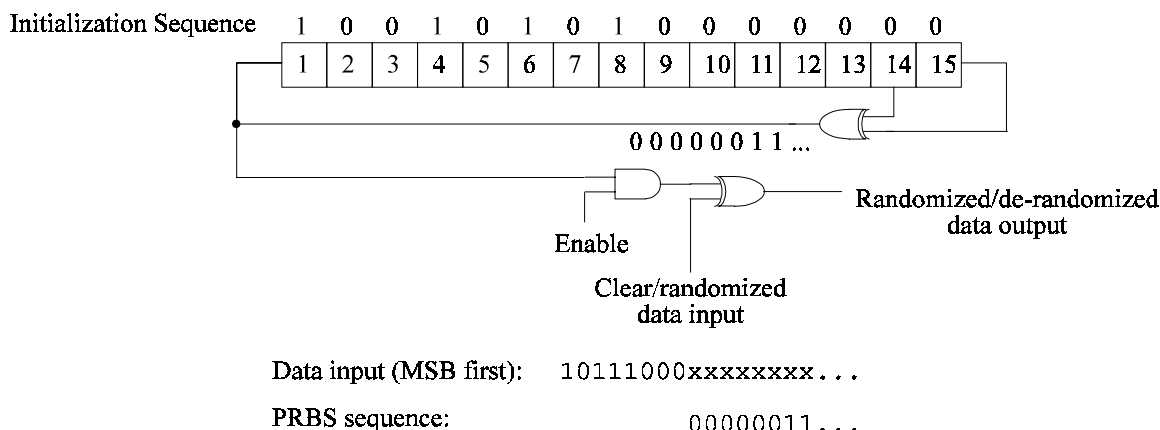 Initialization Sequence 1 0 0 1 0 1 0 1 0 0 0 0 0 0 0
1 2 3 4 5 6 7 8 9 10 11 12 13 14 15
0 0 0 0 0 0 1 1 ...
Randomized/de-randomized
data output
Enable
Clear/randomized
data input
Data input (MSB first): 10111000xxxxxxxx...
PRBS sequence: 00000011...